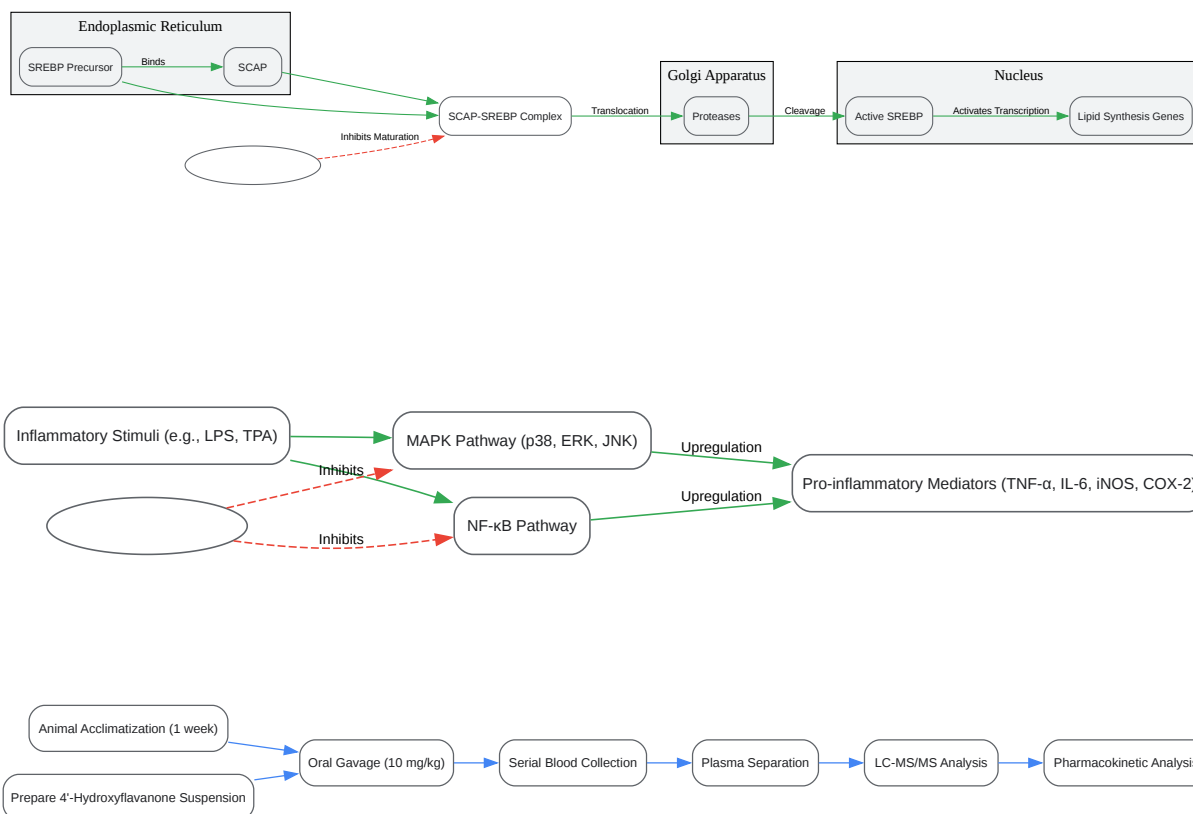 Endoplasmic Reticulum
SREBP Precursor
Binds
SCAP
SCAP-SREBP Complex
Inhibits Maturation
Translocation
Golgi Apparatus
Proteases
Cleavage
Nucleus
Active SREBP
Activates Transcription
Lipid Synthesis Genes
Inflammatory Stimuli (e.g., LPS, TPA)
MAPK Pathway (p38, ERK, JNK)
Inhibits
NF-κB Pathway
Inhibits
Upregulation
Upregulation
Pro-inflammatory Mediators (TNF-α, IL-6, iNOS, COX-2)
Animal Acclimatization (1 week)
Prepare 4'-Hydroxyflavanone Suspension
Oral Gavage (10 mg/kg)
Serial Blood Collection
Plasma Separation
LC-MS/MS Analysis
Pharmacokinetic Analysis